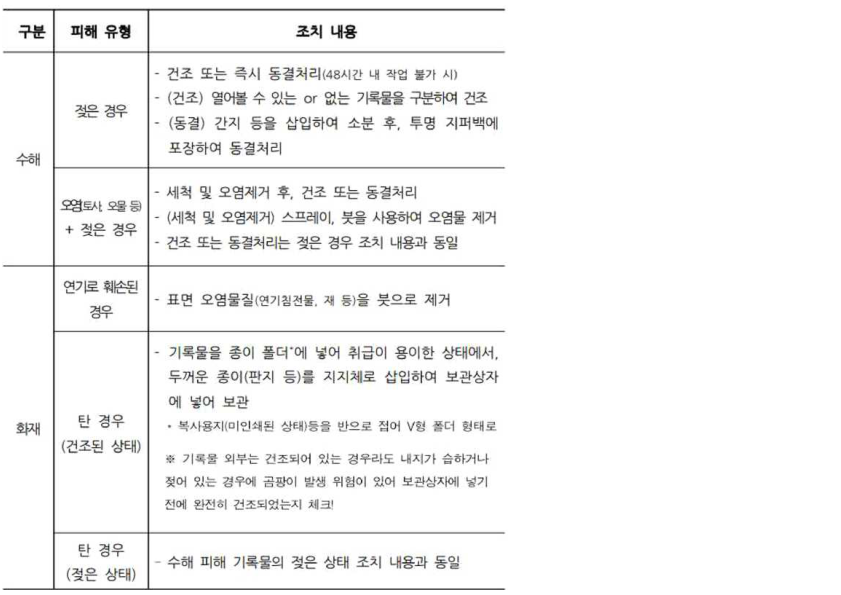 구분 피해 유형 조치 내용
수해
젖은 경우
- 건조 또는 즉시 동결처리(48시간 내 작업 불가 시)
- (건조) 열어볼 수 있는 or 없는 기록물을 구분하여 건조
- (동결) 간지 등을 삽입하여 소분 후, 투명 지퍼백에
포장하여 동결처리
오염(토사, 오물 등)
+ 젖은 경우
- 세척 및 오염제거 후, 건조 또는 동결처리
- (세척 및 오염제거) 스프레이, 붓을 사용하여 오염물 제거
- 건조 또는 동결처리는 젖은 경우 조치 내용과 동일
화재
연기로 훼손된
경우
- 표면 오염물질(연기침전물, 재 등)을 붓으로 제거
탄 경우
(건조된 상태)
- 기록물을 종이 폴더*에 넣어 취급이 용이한 상태에서,
두꺼운 종이(판지 등)를 지지체로 삽입하여 보관상자
에 넣어 보관
* 복사용지(미인쇄된 상태)등을 반으로 접어 V형 폴더 형태로
※ 기록물 외부는 건조되어 있는 경우라도 내지가 습하거나
젖어 있는 경우에 곰팡이 발생 위험이 있어 보관상자에 넣기
전에 완전히 건조되었는지 체크!
탄 경우
(젖은 상태)
- 수해 피해 기록물의 젖은 상태 조치 내용과 동일